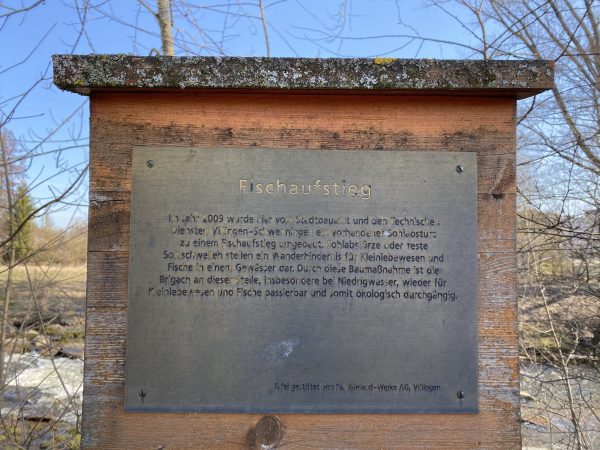 Fischaufstieg
Im Jahr 2009 wurde hier vom Stadtbauamt und den Technischen
Diensten Villingen-Schwenningen ein vorhandener Sohlabsturz
zu einem Fischaufstieg umgebaut. Sohlabstürze oder feste
Sohlschwellen stellen ein Wanderhindernis für Kleinlebewesen und
Fische in einem Gewässer dar. Durch diese Baumaßnahme ist die
Brigach an dieser Stelle, insbesondere bei Niedrigwasser, wieder für
Kleinlebewesen und Fische passierbar und somit ökologisch durchgängig.
Tafel gestiftet von Fa. Wieland-Werke AG, Villingen